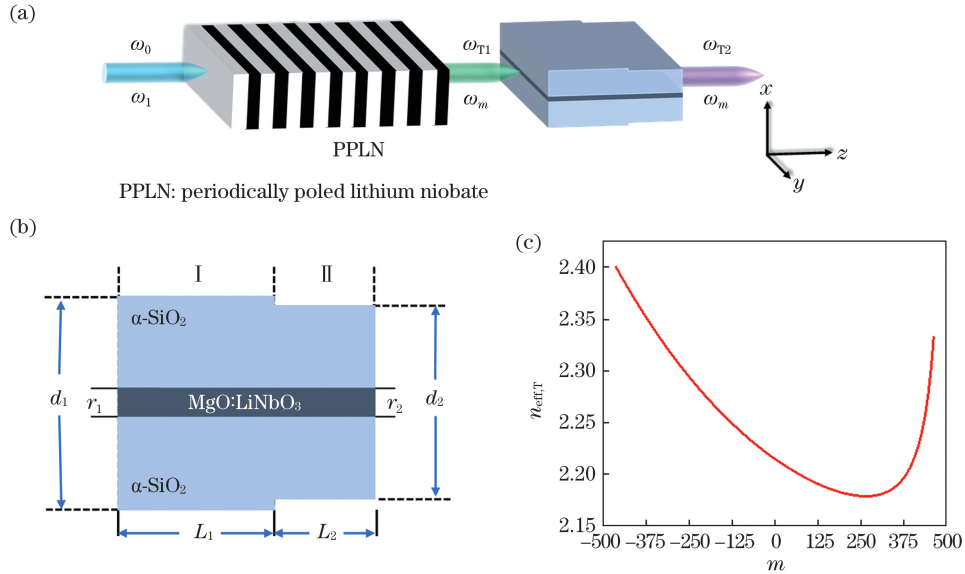 (a)
ω0
ωT1
ωT2
ω1
ωm
ωm
PPLN
x
z
y
PPLN: periodically poled lithium niobate
(b)
I
II
α-SiO2
d1
r1
MgO:LiNbO3
r2
d2
α-SiO2
L1
L2
(c)
2.40
2.35
2.30
2.25
2.20
2.15
neff,T
−500 −375 −250 −125 0 125 250 375 500
m